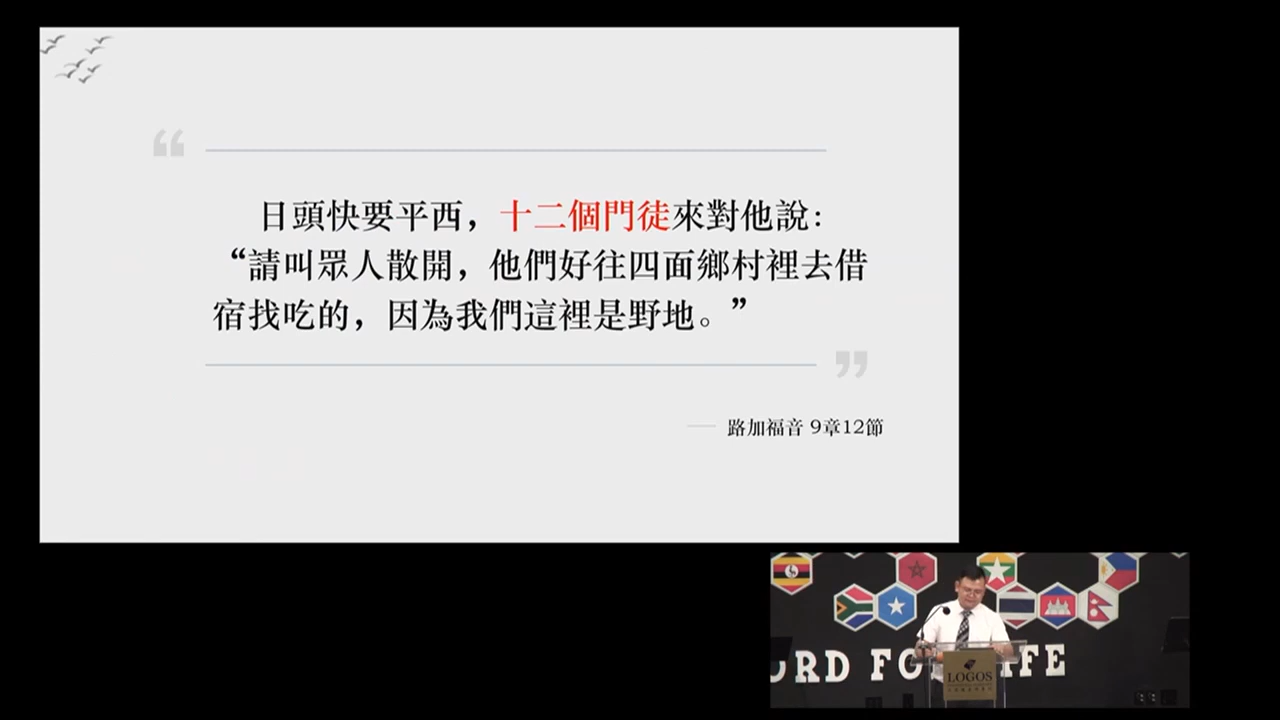 日頭快要平西，十二個門徒來對他說：
“請叫眾人散開，他們好往四面鄉村裡去借
宿找吃的，因為我們這裡是野地。”
路加福音 9章12節
LOGOS